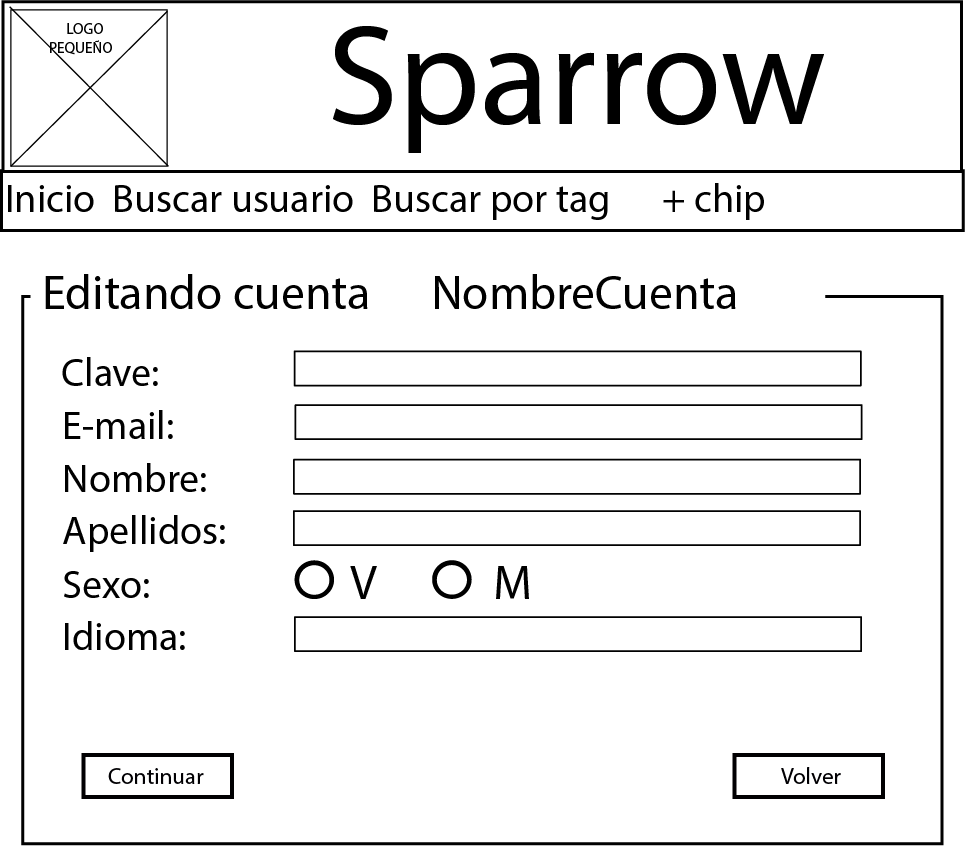 LOGO
PEQUEÑO
Sparrow
Inicio Buscar usuario Buscar por tag + chip
Editando cuenta NombreCuenta
Clave:
E-mail:
Nombre:
Apellidos:
Sexo: V M
Idioma:
Continuar Volver